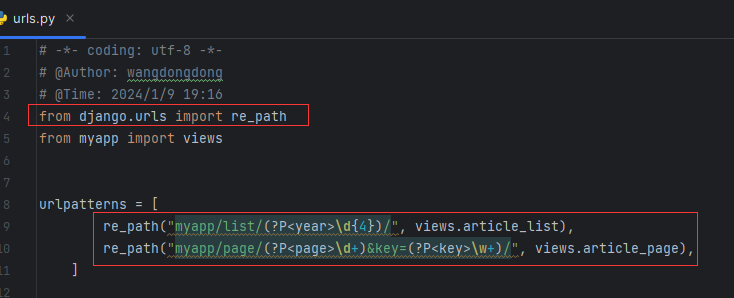 urls.py
1 # -*- coding: utf-8 -*-
2 # @Author: wangdongdong
3 # @Time: 2024/1/9 19:16
4 from django.urls import re_path
5 from myapp import views
6
7
8 urlpatterns = [
9 re_path("myapp/list/(?P<year>\d{4})/", views.article_list),
10 re_path("myapp/page/(?P<page>\d+)&key=(?P<key>\w+)/", views.article_page),
11 ]
12